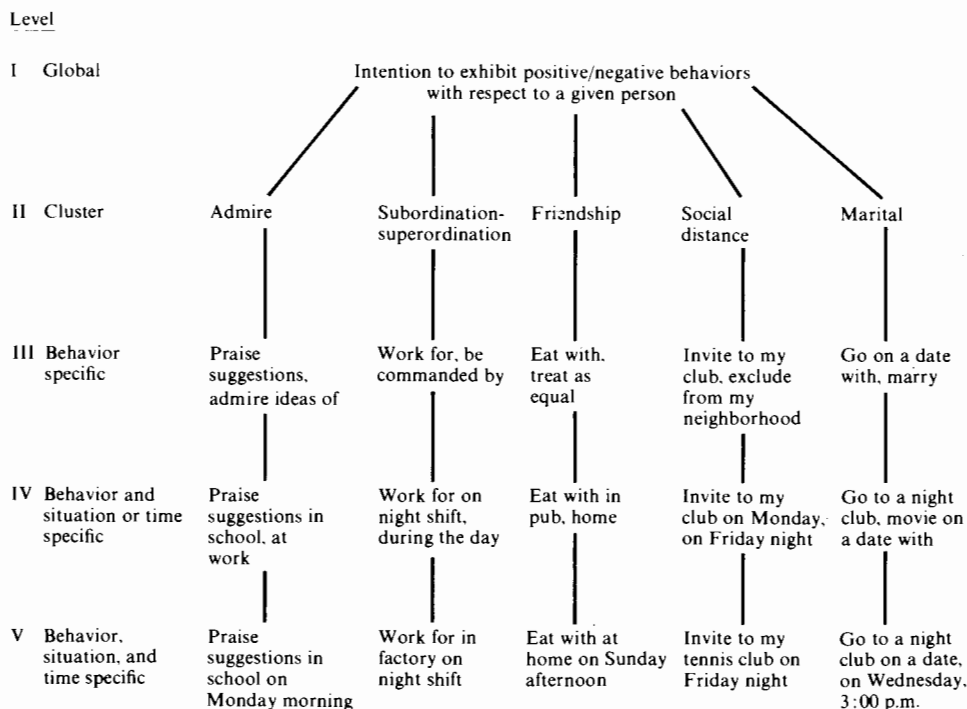 Level
I Global
Intention to exhibit positive/negative behaviors
with respect to a given person
II Cluster
Admire
Subordination-
superordination
Friendship
Social
distance
Marital
III Behavior
specific
Praise
suggestions,
admire ideas of
Work for, be
commanded by
Eat with,
treat as
equal
Invite to my
club, exclude
from my
neighborhood
Go on a date
with, marry
IV Behavior and
situation or time
specific
Praise
suggestions in
school, at
work
Work for on
night shift,
during the day
Eat with in
pub, home
Invite to my
club on Monday,
on Friday night
Go to a night
club, movie on
a date with
V Behavior,
situation, and
time specific
Praise
suggestions in
school on
Monday morning
Work for in
factory on
night shift
Eat with at
home on Sunday
afternoon
Invite to my
tennis club on
Friday night
Go to a night
club on a date,
on Wednesday,
3:00 p.m.